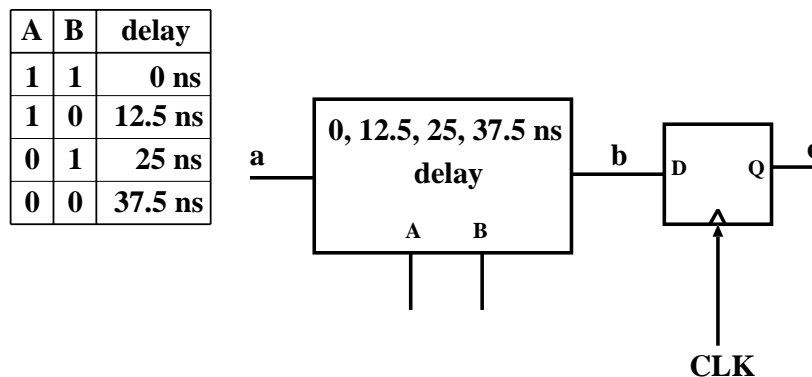 A B delay
1 1 0 ns
1 0 12.5 ns
0 1 25 ns
0 0 37.5 ns
0, 12.5, 25, 37.5 ns
delay
a
b
A B
D Q
CLK